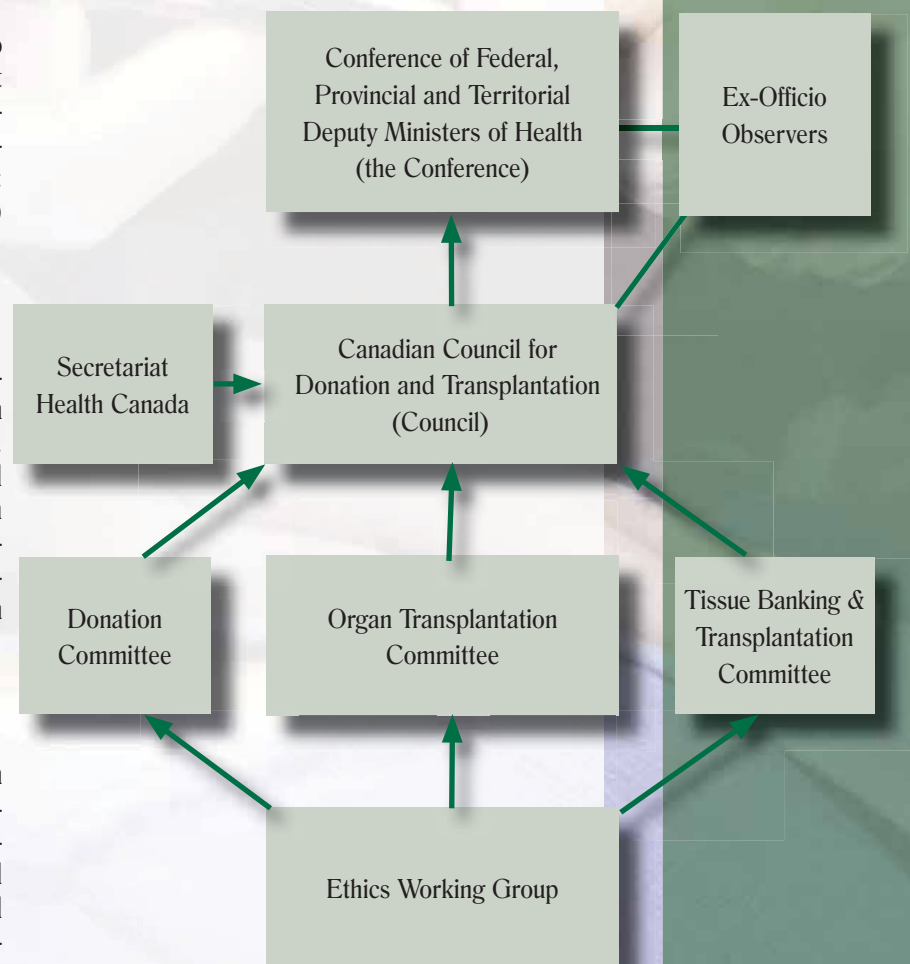 Conference of Federal,
Provincial and Territorial
Deputy Ministers of Health
(the Conference)
Ex-Officio
Observers
Secretariat
Health Canada
Canadian Council for
Donation and Transplantation
(Council)
Donation
Committee
Organ Transplantation
Committee
Tissue Banking &
Transplantation
Committee
Ethics Working Group